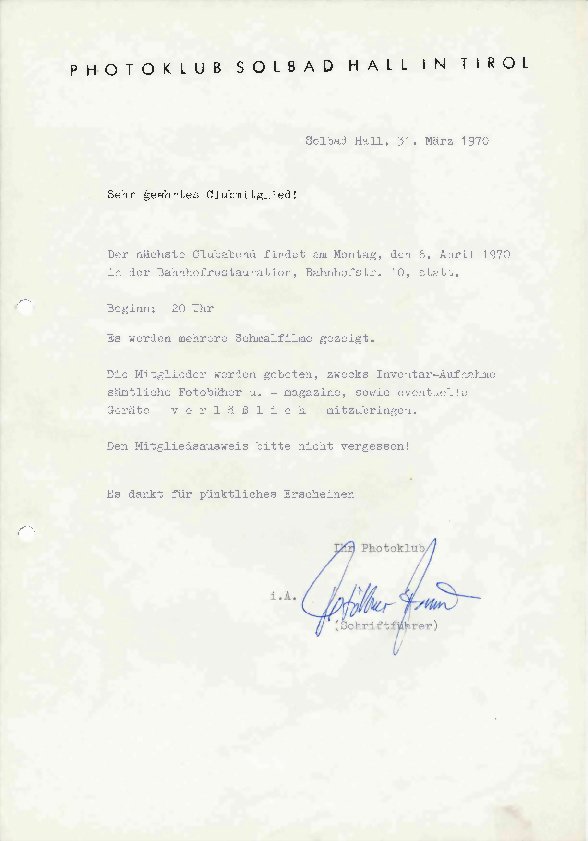 PHOTOKLUB SOLBAD HALL IN TIROL
Solbad Hall, 31. März 1970
Sehr geehrtes Clubmitglied!
Der nächste Clubabend findet am Montag, den 6. April 1970
in der Bahnhofrestauration, Bahnhofstr. 10, statt.
Beginn: 20 Uhr
Es werden mehrere Schmalfilme gezeigt.
Die Mitglieder werden gebeten, zwecks Inventar-Aufnahme
sämtliche Fotobücher u. - magazine, sowie eventuelle
Geräte v e r l ä ß l i c h mitzubringen.
Den Mitgliedsausweis bitte nicht vergessen!
Es dankt für pünktliches Erscheinen
Ihr Photoklub
i.A.
(Schriftführer)